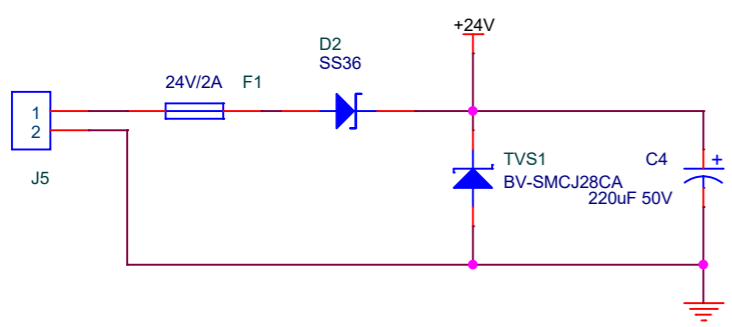 +24V
D2
SS36
24V/2A
F1
1
2
J5
TVS1
BV-SMCJ28CA
C4
+
220uF 50V